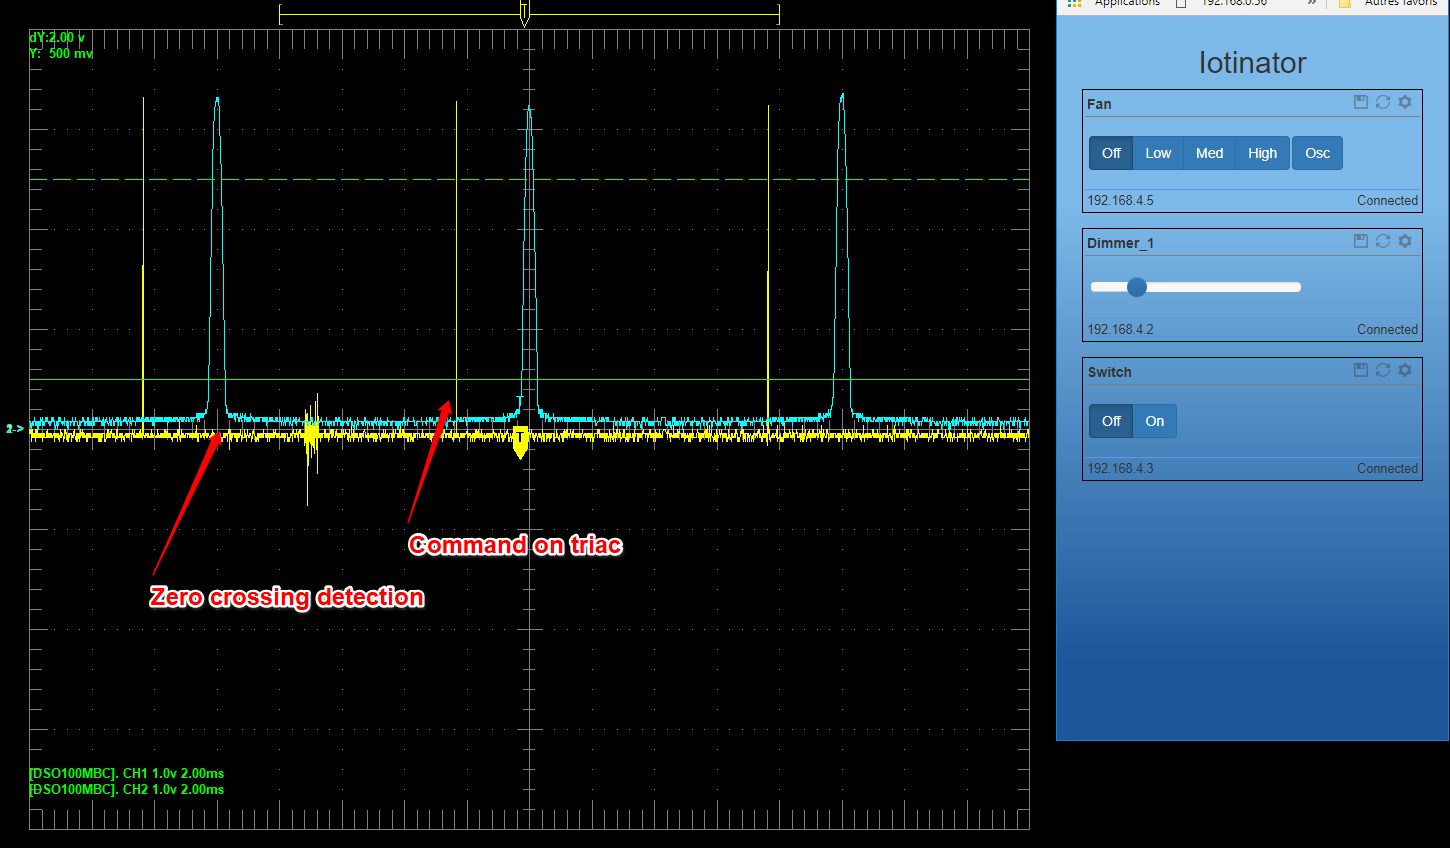 T
dY:2.00 v
Y: 500 mv
T
Command on triac
Zero crossing detection
[DSO100MBC]. CH1 1.0v 2.00ms
[DSO100MBC]. CH2 1.0v 2.00ms
Applications 192.168.0.56 » Autres favoris
Iotinator
Fan
Off Low Med High Osc
192.168.4.5 Connected
Dimmer_1
192.168.4.2 Connected
Switch
Off On
192.168.4.3 Connected